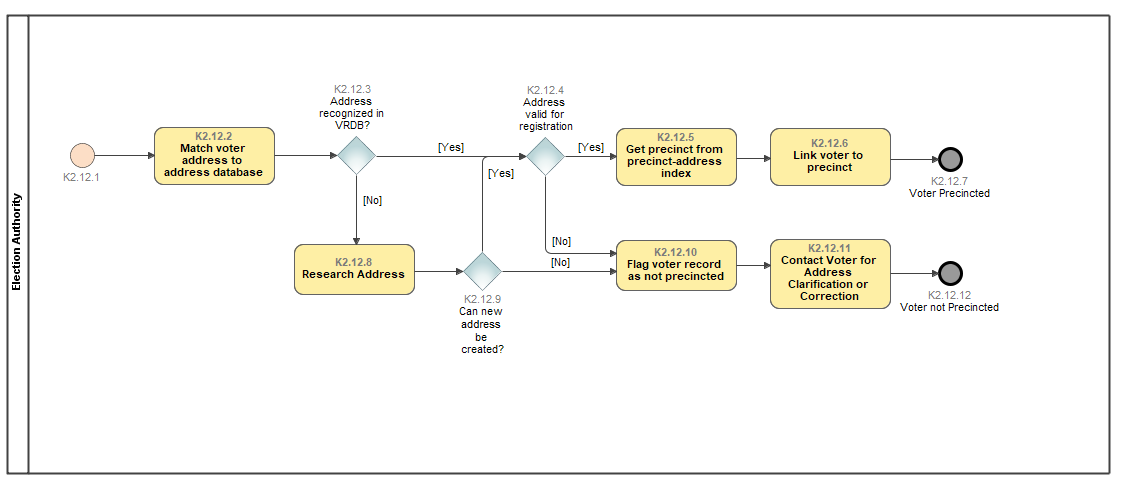 Election Authority
K2.12.1
K2.12.2
Match voter
address to
address database
K2.12.3
Address
recognized in
VRDB?
[Yes]
[No]
K2.12.4
Address
valid for
registration
[Yes]
[No]
K2.12.5
Get precinct from
precinct-address
index
K2.12.6
Link voter to
precinct
K2.12.7
Voter Precincted
K2.12.8
Research Address
K2.12.9
Can new
address
be
created?
[Yes]
[No]
K2.12.10
Flag voter record
as not precincted
K2.12.11
Contact Voter for
Address
Clarification or
Correction
K2.12.12
Voter not Precincted